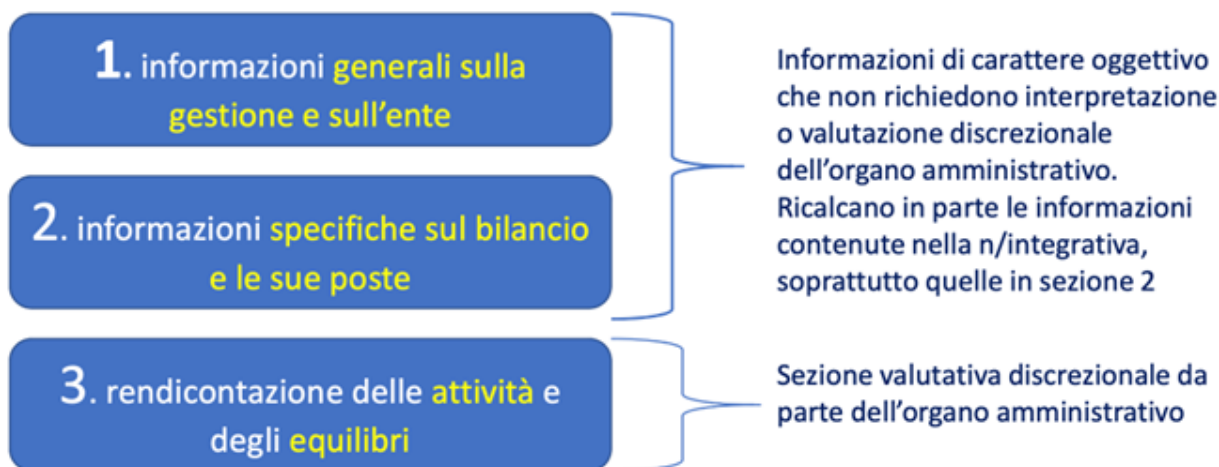 1. informazioni generali sulla
gestione e sull'ente
Informazioni di carattere oggettivo
che non richiedono interpretazione
o valutazione discrezionale
dell'organo amministrativo.
Ricalcano in parte le informazioni
contenute nella n/integrativa,
soprattutto quelle in sezione 2
2. informazioni specifiche sul bilancio
e le sue poste
3. rendicontazione delle attività e
degli equilibri
Sezione valutativa discrezionale da
parte dell'organo amministrativo